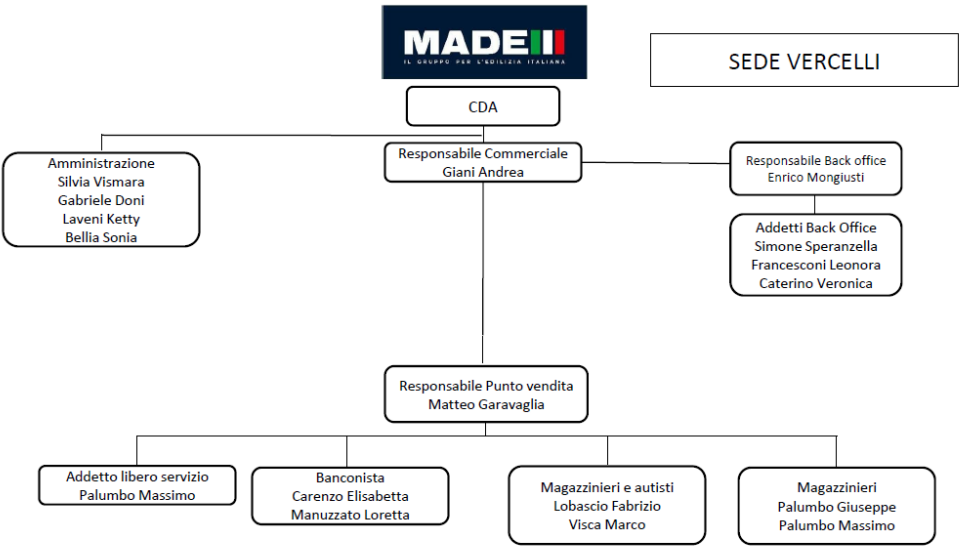 MADE
IL GRUPPO PER L'EDILIZIA ITALIANA
SEDE VERCELLI
CDA
Amministrazione
Silvia Vismara
Gabriele Doni
Laveni Ketty
Bellia Sonia
Responsabile Commerciale
Giani Andrea
Responsabile Back office
Enrico Mongiusti
Addetti Back Office
Simone Speranzella
Francesconi Leonora
Caterino Veronica
Responsabile Punto vendita
Matteo Garavaglia
Addetto libero servizio
Palumbo Massimo
Banconista
Carenzo Elisabetta
Manuzzato Loretta
Magazzinieri e autisti
Lobascio Fabrizio
Visca Marco
Magazzinieri
Palumbo Giuseppe
Palumbo Massimo